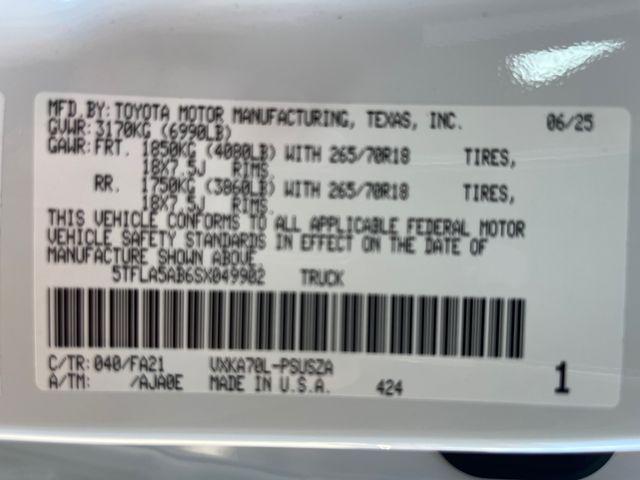 MFD. BY: TOYOTA MOTOR MANUFACTURING, TEXAS, INC. 06/25
GVWR: 3170KG (6990LB)
GAWR: FRT. 1850KG (4080LB) WITH 265/70R18 TIRES,
18X7.5J RIMS.
RR. 1750KG (3860LB) WITH 265/70R18 TIRES,
18X7.5J RIMS.
THIS VEHICLE CONFORMS TO ALL APPLICABLE FEDERAL MOTOR
VEHICLE SAFETY STANDARDS IN EFFECT ON THE DATE OF
MANUFACTURE SHOWN ABOVE.
5TFLA5AB6SX049902 TRUCK
C/TR: 040/FA21 VXKA70L-PSUSZA
A/TM: /AJA0E MADE IN U.S.A. 424 1